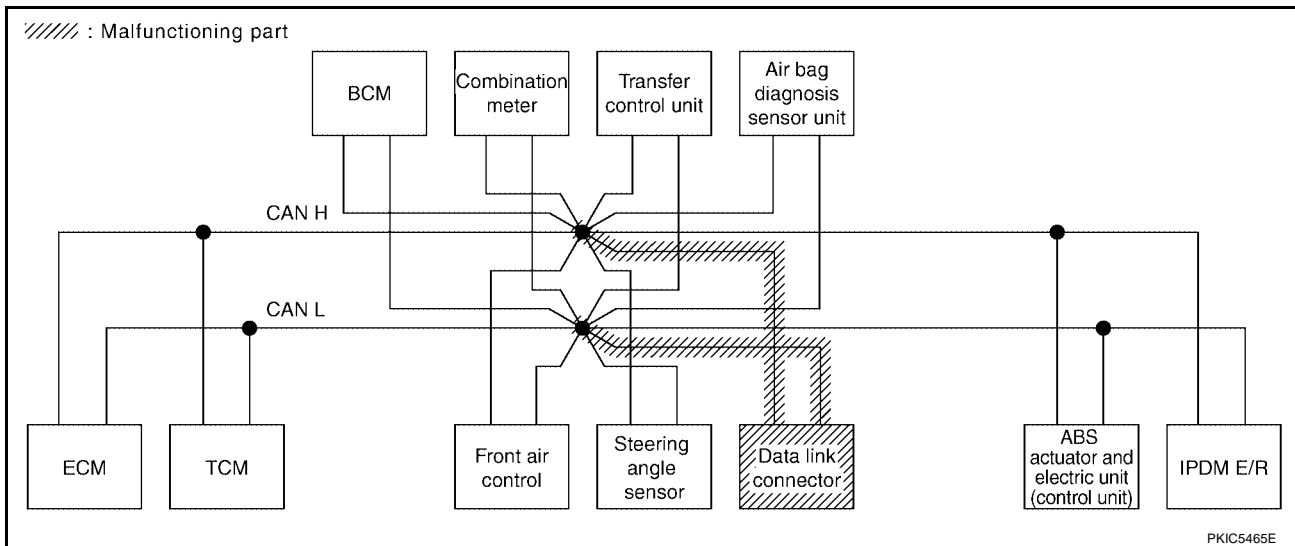 : Malfunctioning part
BCM
Combination
meter
Transfer
control unit
Air bag
diagnosis
sensor unit
CAN H
CAN L
ECM
TCM
Front air
control
Steering
angle
sensor
Data link
connector
ABS
actuator and
electric unit
(control unit)
IPDM E/R
PKIC5465E